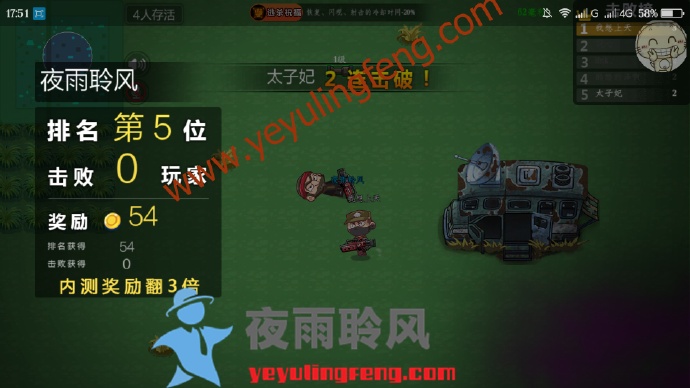 17:51
4G 58%
4人存活
1
5 太子妃 2
太子妃 2 连击破！
夜雨聆风
排名 第 5 位
击败 0 玩家
奖励 54
排名获得 54
击败获得 0
内测奖励翻3倍
www.yeyulingfeng.com
夜雨聆风
yeyulingfeng.com